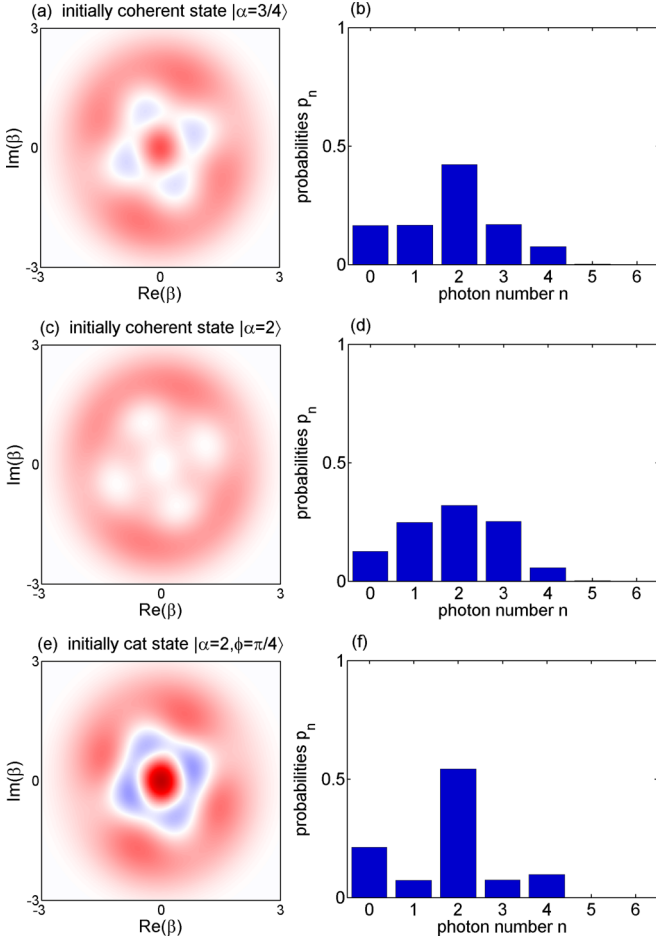 (a) initially coherent state |α=3/4⟩
(b)
3
0
-3
Im(β)
-3
0
3
Re(β)
1
0.5
0
probabilities pₙ
0 1 2 3 4 5 6
photon number n
(c) initially coherent state |α=2⟩
(d)
3
0
-3
Im(β)
-3
0
3
Re(β)
1
0.5
0
probabilities pₙ
0 1 2 3 4 5 6
photon number n
(e) initially cat state |α=2,ϕ=π/4⟩
(f)
3
0
-3
Im(β)
-3
0
3
Re(β)
1
0.5
0
probabilities pₙ
0 1 2 3 4 5 6
photon number n